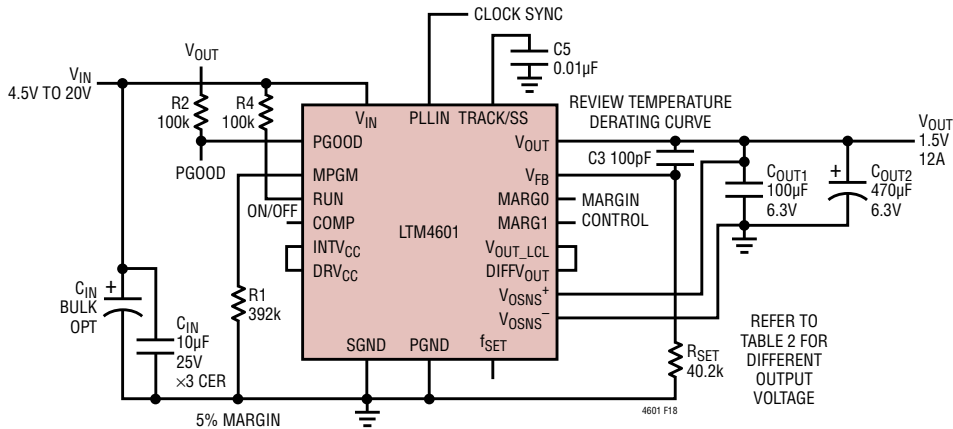 CLOCK SYNC
C5
0.01µF
VOUT
VIN
4.5V TO 20V
R2
100k
R4
100k
REVIEW TEMPERATURE
DERATING CURVE
VIN
PLLIN
TRACK/SS
PGOOD
VOUT
C3 100pF
VOUT
1.5V
12A
PGOOD
MPGM
VFB
COUT1
100µF
6.3V
+
COUT2
470µF
6.3V
RUN
ON/OFF
MARG0
MARGIN
CONTROL
COMP
LTM4601
MARG1
INTVCC
VOUT_LCL
DRVCC
DIFFVOUT
CIN
BULK
OPT
+
R1
392k
VOSNS+
VOSNS–
CIN
10µF
25V
×3 CER
SGND
PGND
fSET
RSET
40.2k
REFER TO
TABLE 2 FOR
DIFFERENT
OUTPUT
VOLTAGE
5% MARGIN
4601 F18